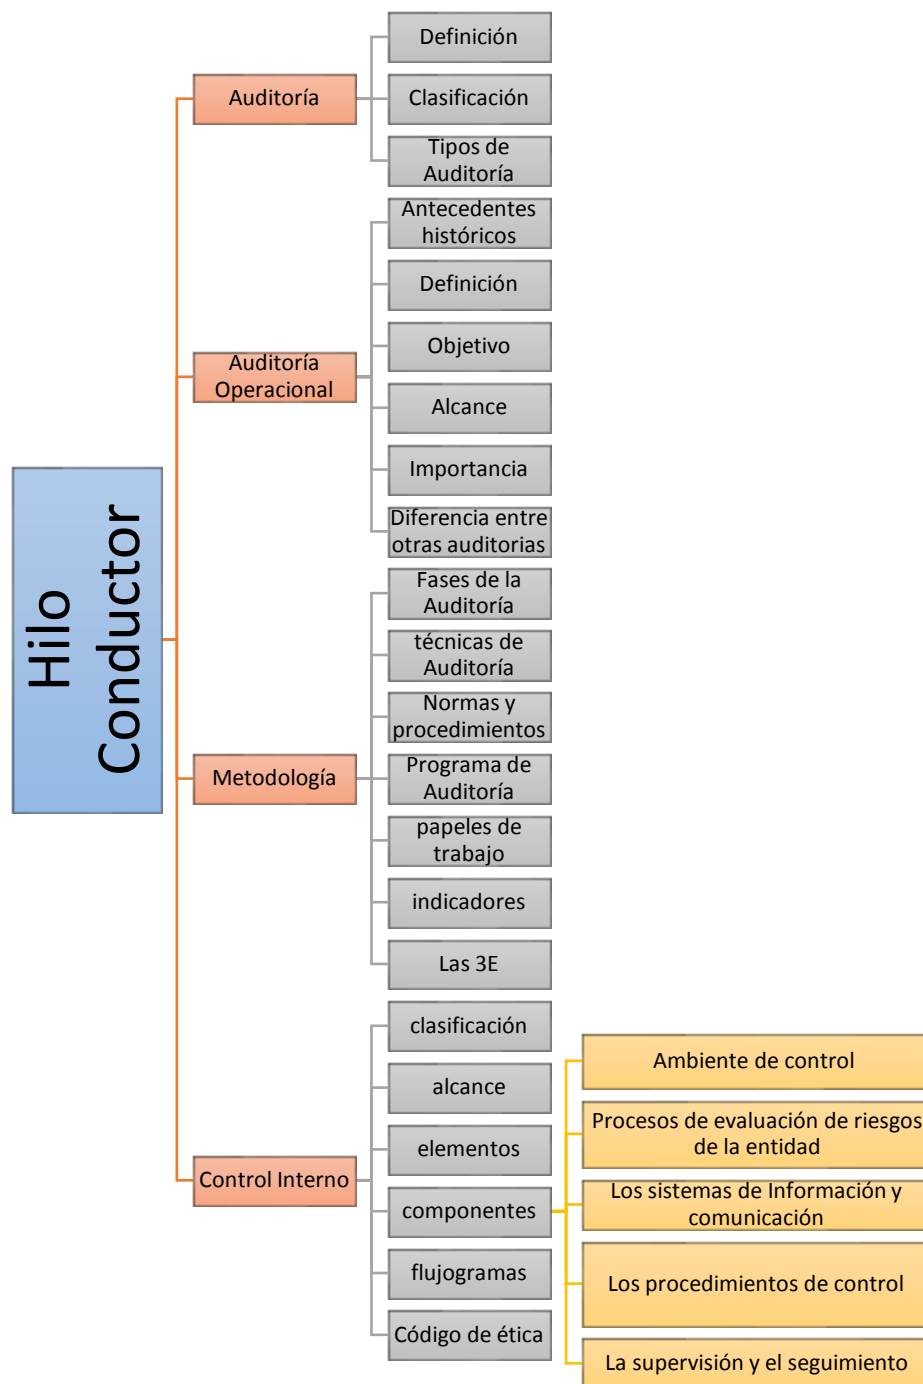 Hilo
Conductor
Auditoría
Definición
Clasificación
Tipos de
Auditoría
Auditoría
Operacional
Antecedentes
históricos
Definición
Objetivo
Alcance
Importancia
Diferencia entre
otras auditorias
Metodología
Fases de la
Auditoría
técnicas de
Auditoría
Normas y
procedimientos
Programa de
Auditoría
papeles de
trabajo
indicadores
Las 3E
Control Interno
clasificación
alcance
elementos
componentes
Ambiente de control
Procesos de evaluación de riesgos
de la entidad
Los sistemas de Información y
comunicación
Los procedimientos de control
La supervisión y el seguimiento
flujogramas
Código de ética